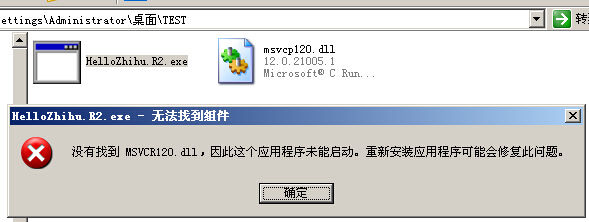 ettings\Administrator\桌面\TEST
转到
HelloZhihu.R2.exe
msvcp120.dll
12.0.21005.1
Microsoft® C Run...
HelloZhihu.R2.exe - 无法找到组件
没有找到 MSVCR120.dll，因此这个应用程序未能启动。重新安装应用程序可能会修复此问题。
确定